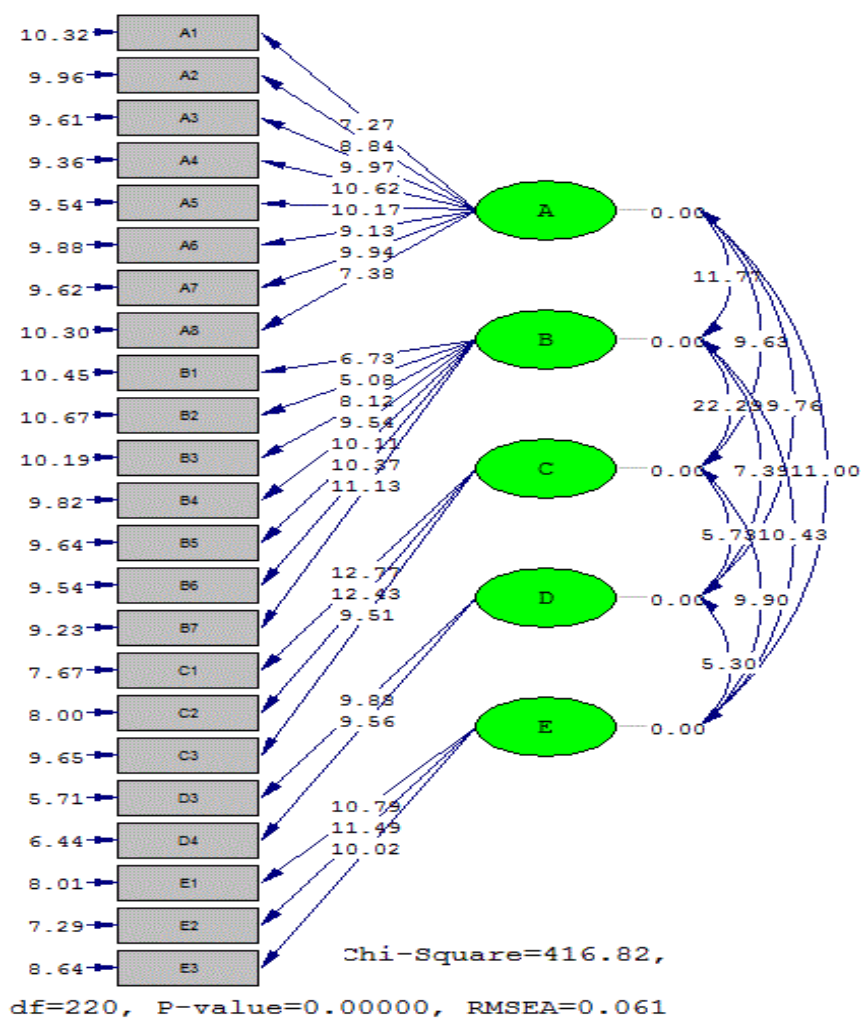 10.32 A1
9.96 A2
9.61 A3
9.36 A4
9.54 A5
9.88 A6
9.62 A7
10.30 A8
10.45 B1
10.67 B2
10.19 B3
9.82 B4
9.64 B5
9.54 B6
9.23 B7
7.67 C1
8.00 C2
9.65 C3
5.71 D3
6.44 D4
8.01 E1
7.29 E2
8.64 E3
7.27
8.84
9.97
10.62
10.17
9.13
9.94
7.38
6.73
5.08
8.12
9.54
10.11
10.37
11.13
12.77
12.43
9.51
9.88
9.56
10.79
11.49
10.02
A 0.00
B 0.00
C 0.00
D 0.00
E 0.00
11.77
9.63
22.29 9.76
11.00
5.73 10.43
9.90
5.30
Chi-Square=416.82,
df=220, P-value=0.00000, RMSEA=0.061